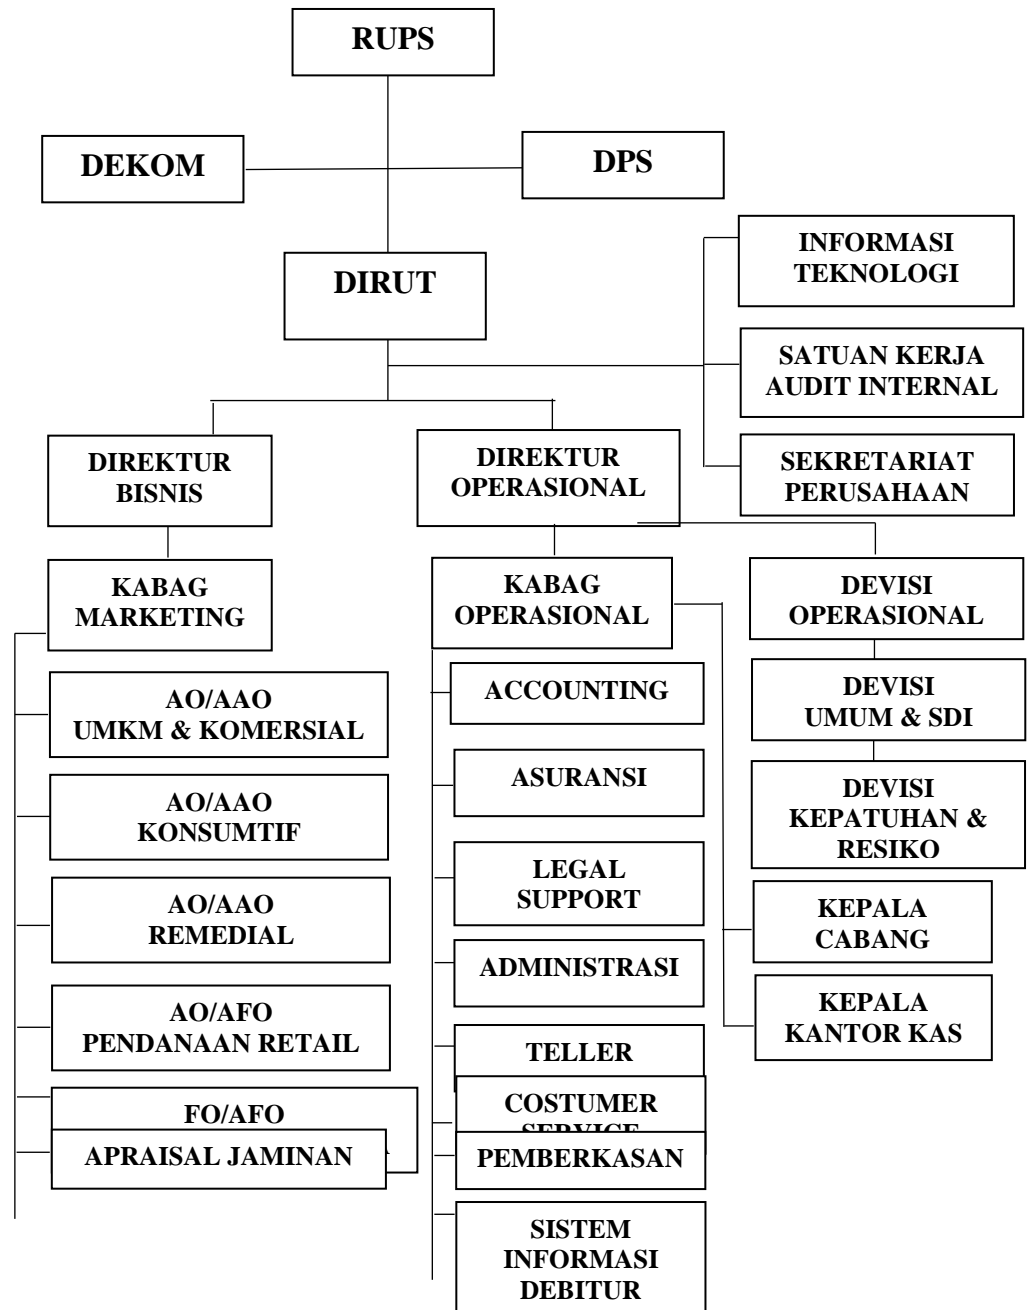 RUPS
DEKOM
DPS
DIRUT
INFORMASI
TEKNOLOGI
SATUAN KERJA
AUDIT INTERNAL
SEKRETARIAT
PERUSAHAAN
DIREKTUR
BISNIS
DIREKTUR
OPERASIONAL
KABAG
MARKETING
KABAG
OPERASIONAL
DEVISI
OPERASIONAL
AO/AAO
UMKM & KOMERSIAL
AO/AAO
KONSUMTIF
AO/AAO
REMEDIAL
AO/AFO
PENDANAAN RETAIL
FO/AFO
APRAISAL JAMINAN
ACCOUNTING
ASURANSI
LEGAL
SUPPORT
ADMINISTRASI
TELLER
COSTUMER
SERVICE
PEMBERKASAN
SISTEM
INFORMASI
DEBITUR
DEVISI
UMUM & SDI
DEVISI
KEPATUHAN &
RESIKO
KEPALA
CABANG
KEPALA
KANTOR KAS